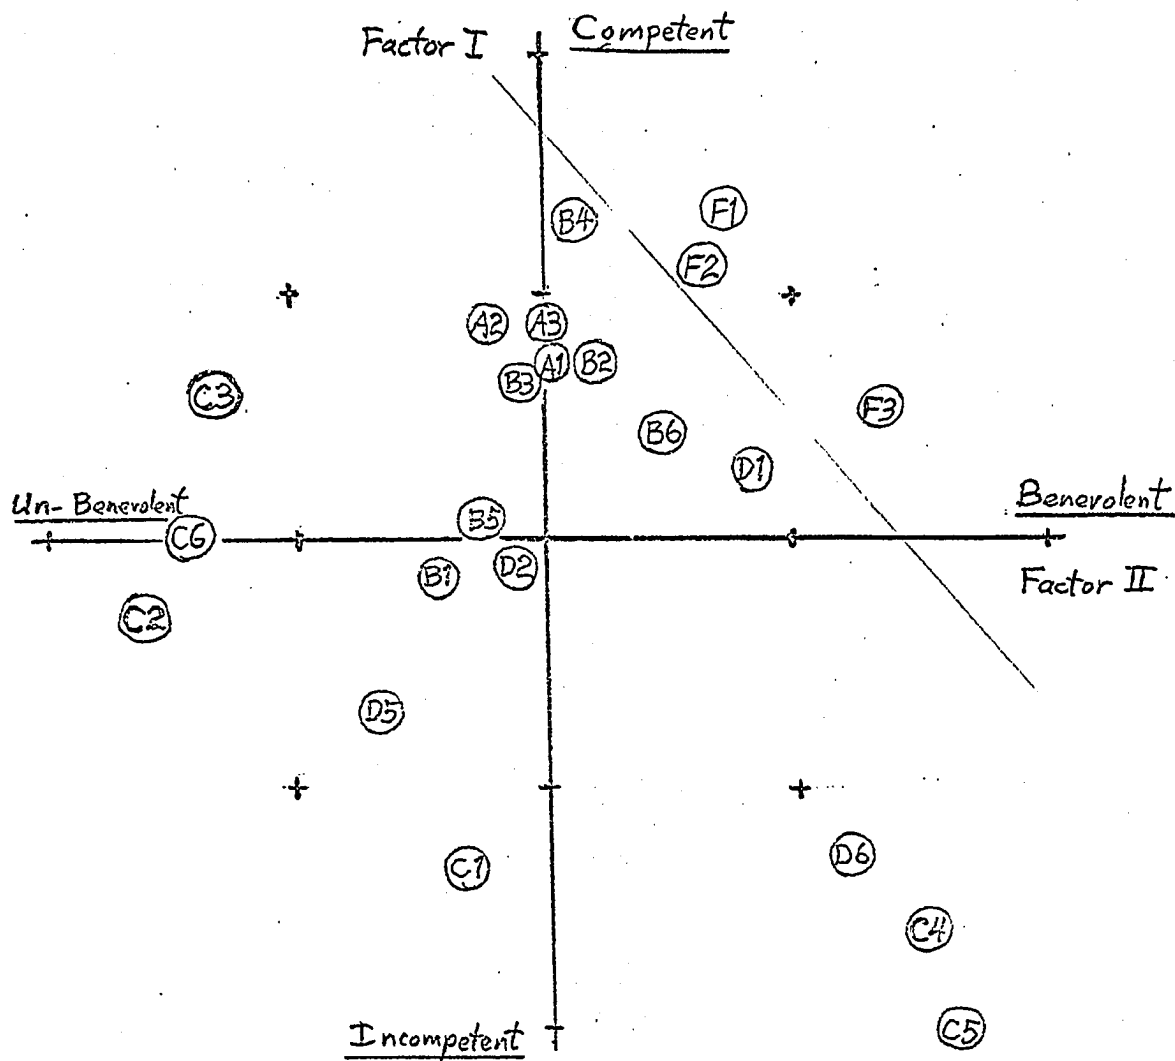 Factor I
Competent
B4
F1
F2
A2
A3
A1
B2
B3
C3
F3
B6
D1
Un-Benevolent
Benevolent
B5
C6
B1
D2
Factor II
C2
D5
C1
D6
C4
Incompetent
C5